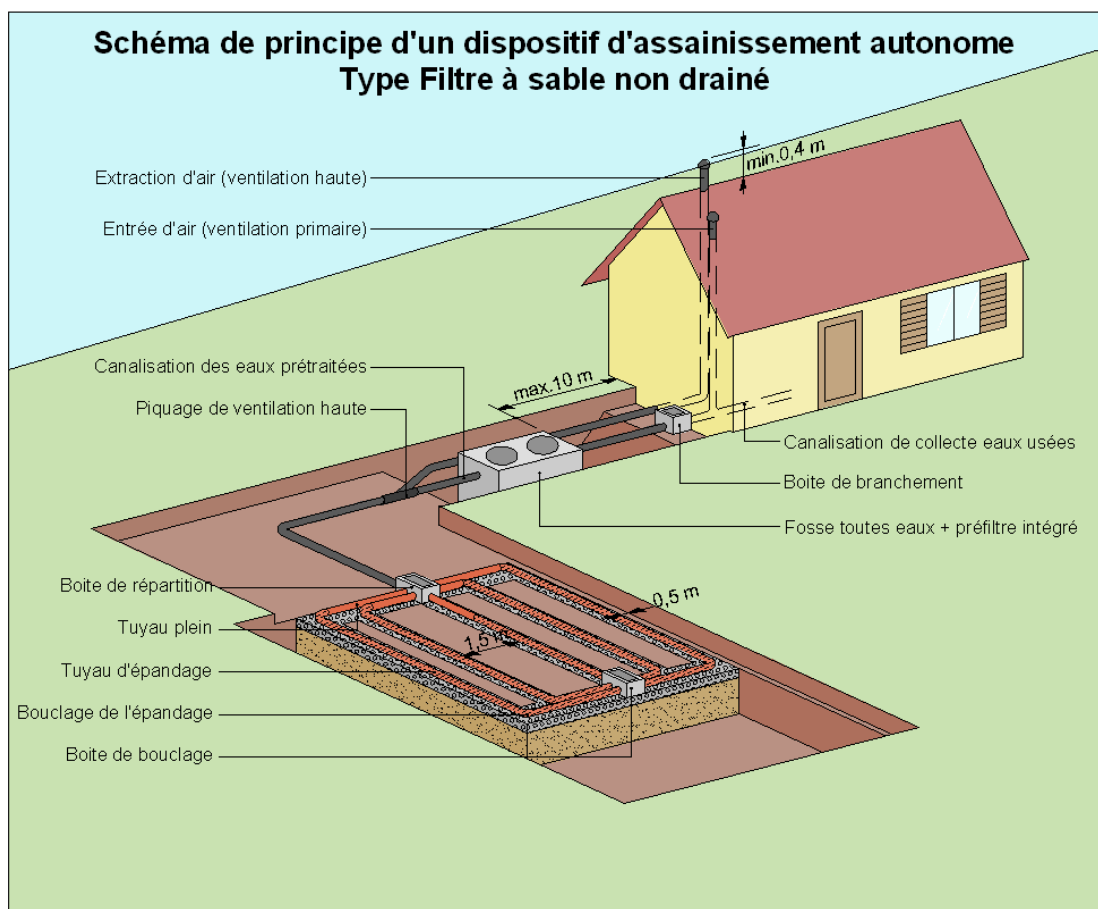 Schéma de principe d'un dispositif d'assainissement autonome
Type Filtre à sable non drainé
min.0,4 m
Extraction d'air (ventilation haute)
Entrée d'air (ventilation primaire)
Canalisation des eaux prétraitées
max.10 m
Piquage de ventilation haute
Canalisation de collecte eaux usées
Boite de branchement
Fosse toutes eaux + préfiltre intégré
Boite de répartition
0,5 m
Tuyau plein
1,5 m
Tuyau d'épandage
Bouclage de l'épandage
Boite de bouclage